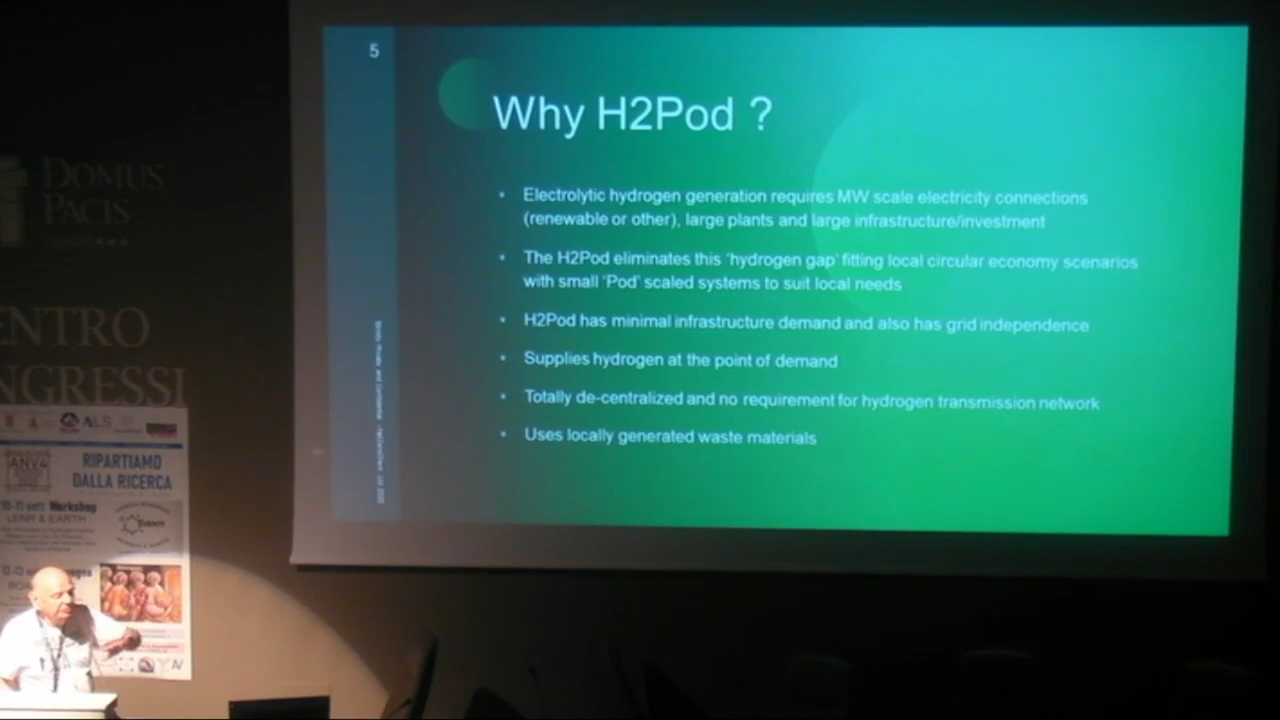 5
Why H2Pod ?
• Electrolytic hydrogen generation requires MW scale electricity connections
(renewable or other), large plants and large infrastructure/investment
• The H2Pod eliminates this 'hydrogen gap' fitting local circular economy scenarios
with small 'Pod' scaled systems to suit local needs
• H2Pod has minimal infrastructure demand and also has grid independence
• Supplies hydrogen at the point of demand
• Totally de-centralized and no requirement for hydrogen transmission network
• Uses locally generated waste materials
DOMUS
PACIS
ENTRO
NGRESSI
ALS
RIPARTIAMO
DALLA RICERCA
Workshop
LENR & EARTH